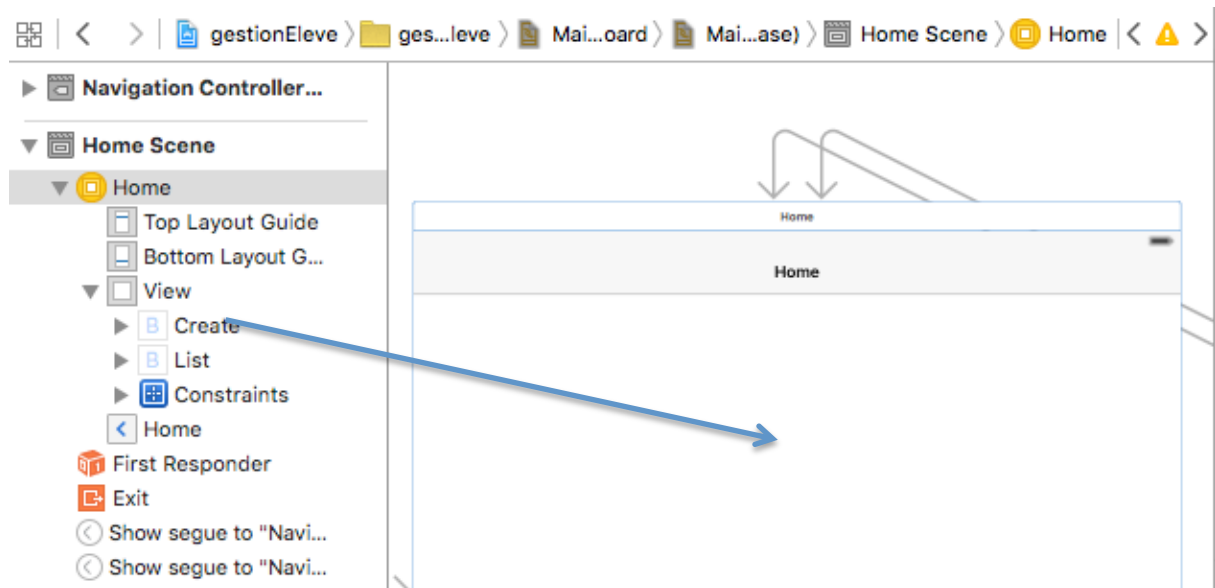 gestionEleve ges...leve Mai...oard Mai...ase) Home Scene Home
Navigation Controller...
Home Scene
Home
Top Layout Guide
Bottom Layout G...
View
B Create
B List
Constraints
Home
First Responder
Exit
Show segue to "Navi...
Show segue to "Navi...
Home
Home